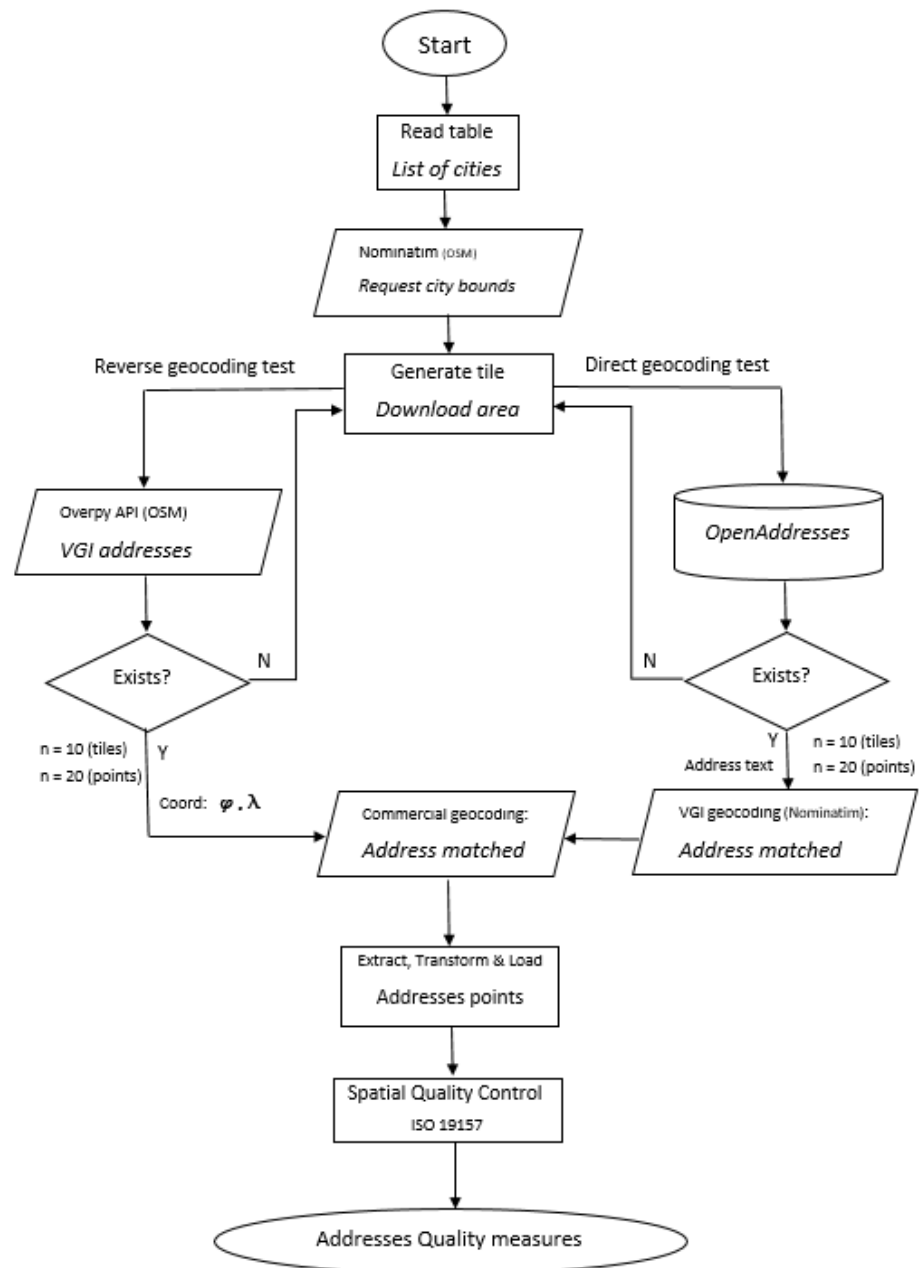 Start
Read table
List of cities
Nominatim (OSM)
Request city bounds
Reverse geocoding test
Generate tile
Download area
Direct geocoding test
Overpy API (OSM)
VGI addresses
OpenAddresses
Exists?
N
N
Exists?
n = 10 (tiles)
n = 20 (points)
Y
Coord: φ, λ
Y
n = 10 (tiles)
n = 20 (points)
Address text
Commercial geocoding:
Address matched
VGI geocoding (Nominatim):
Address matched
Extract, Transform & Load
Addresses points
Spatial Quality Control
ISO 19157
Addresses Quality measures